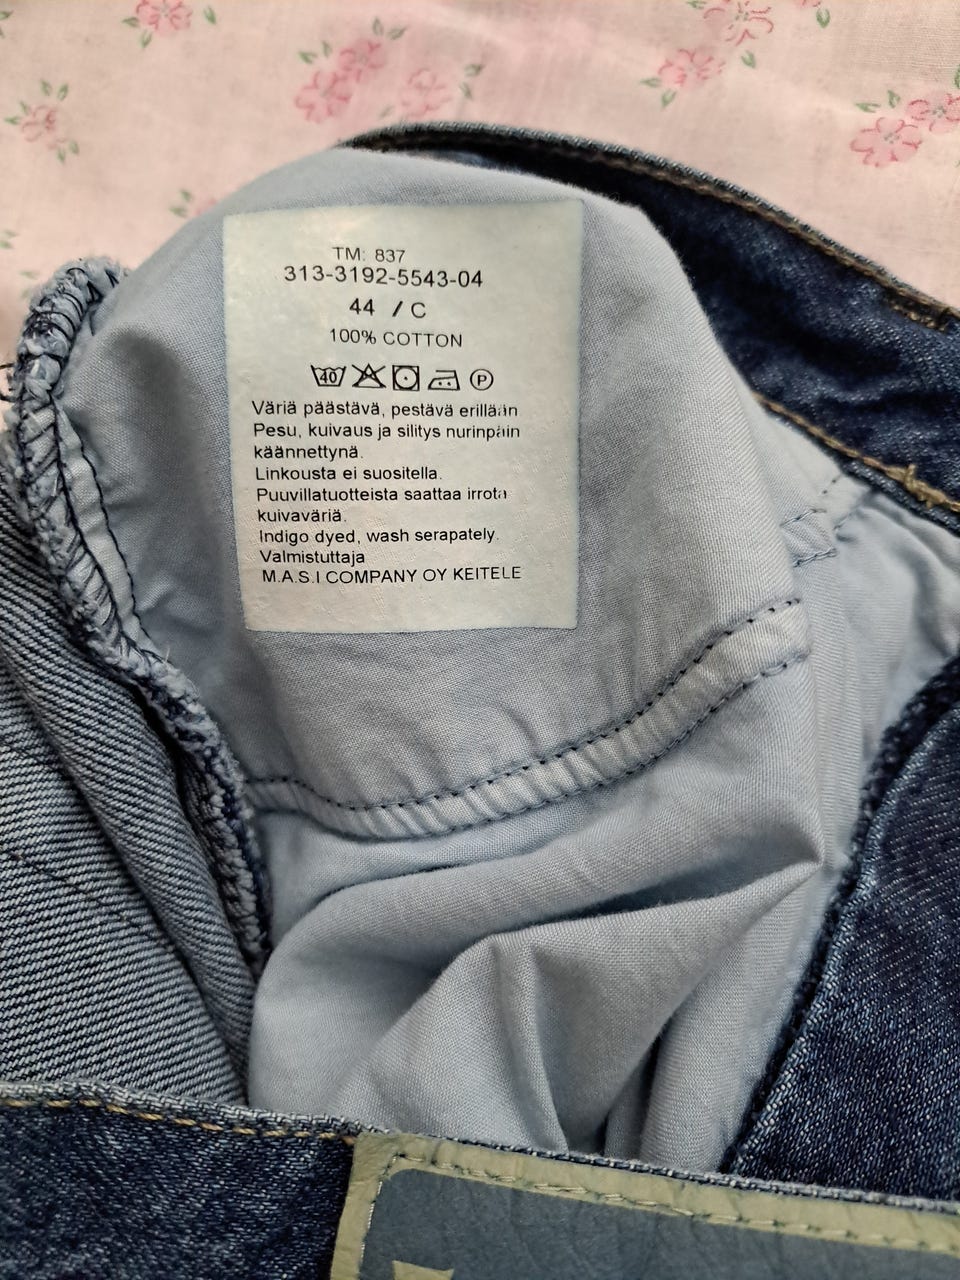 TM: 837
313-3192-5543-04
44 / C
100% COTTON
40 P
Väriä päästävä, pestävä erillään
Pesu, kuivaus ja silitys nurinpäin
käännettynä.
Linkousta ei suositella.
Puuvillatuotteista saattaa irrota
kuivaväriä.
Indigo dyed, wash serapately.
Valmistuttaja
M.A.S.I COMPANY OY KEITELE